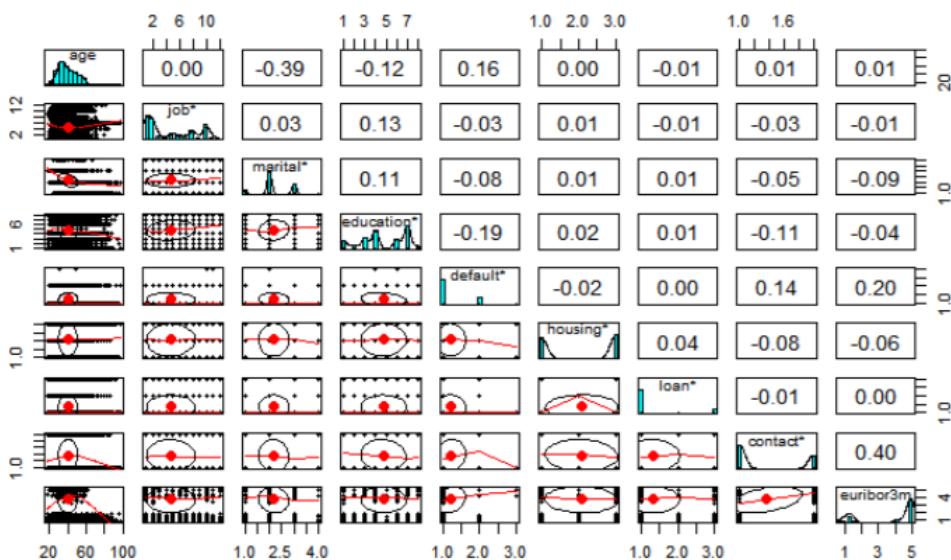 2 6 10
1 3 5 7
1.0 2.0 3.0
1.0 1.6
age 0.00 -0.39 -0.12 0.16 0.00 -0.01 0.01 0.01
20
2 12
job* 0.03 0.13 -0.03 0.01 -0.01 -0.03 -0.01
marital* 0.11 -0.08 0.01 0.01 -0.05 -0.09
1.0
1 6
education* -0.19 0.02 0.01 -0.11 -0.04
default* -0.02 0.00 0.14 0.20
1.0
1.0
housing* 0.04 -0.08 -0.06
loan* -0.01 0.00
1.0
1.0
contact* 0.40
euribor3m
1 4
20 60 100
1.0 2.5 4.0
1.0 2.0 3.0
1.0 2.0 3.0
1 3 5